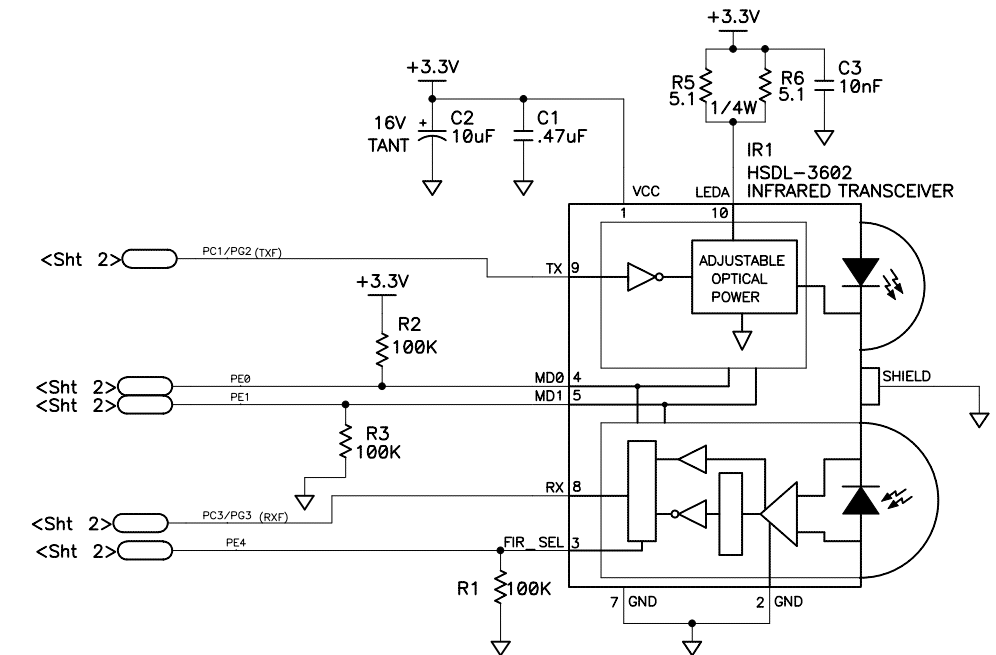 +3.3V
+3.3V
R5
5.1
R6
5.1
1/4W
C3
10nF
16V
TANT
+
C2
10uF
C1
.47uF
IR1
HSDL-3602
INFRARED TRANSCEIVER
VCC
LEDA
1
10
<Sht 2>
PC1/PG2 (TXF)
TX 9
ADJUSTABLE
OPTICAL
POWER
+3.3V
R2
100K
<Sht 2>
PE0
MD0 4
SHIELD
<Sht 2>
PE1
MD1 5
R3
100K
RX 8
<Sht 2>
PC3/PG3 (RXF)
<Sht 2>
PE4
FIR_SEL 3
R1
100K
7 GND
2 GND